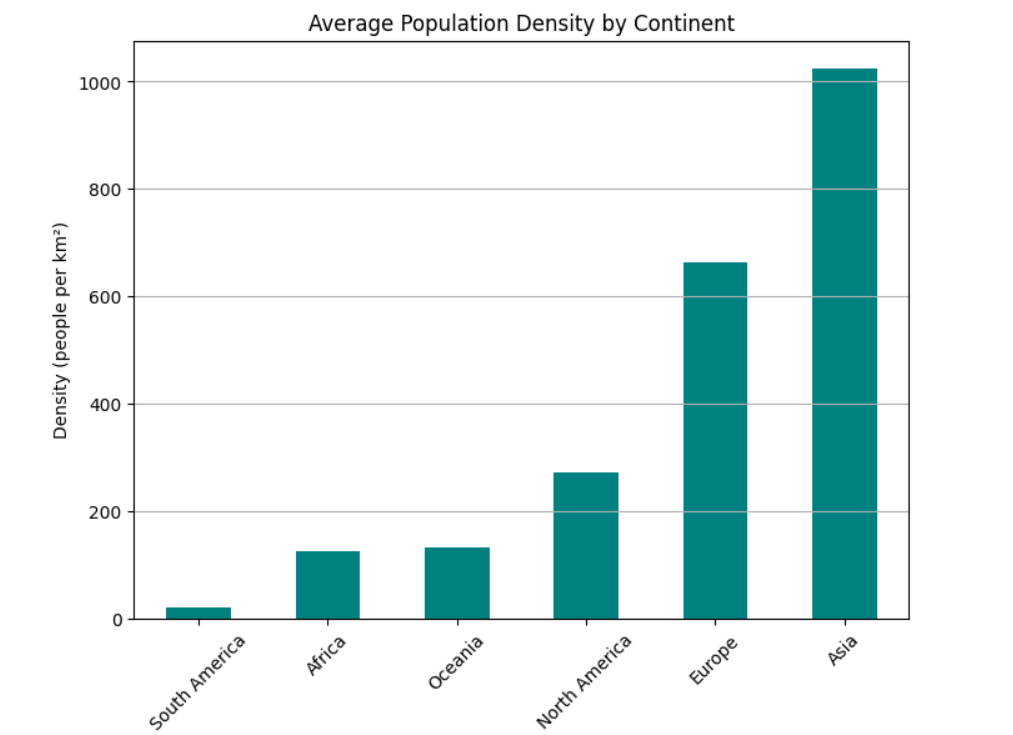 Average Population Density by Continent
Density (people per km²)
1000
800
600
400
200
0
South America
Africa
Oceania
North America
Europe
Asia